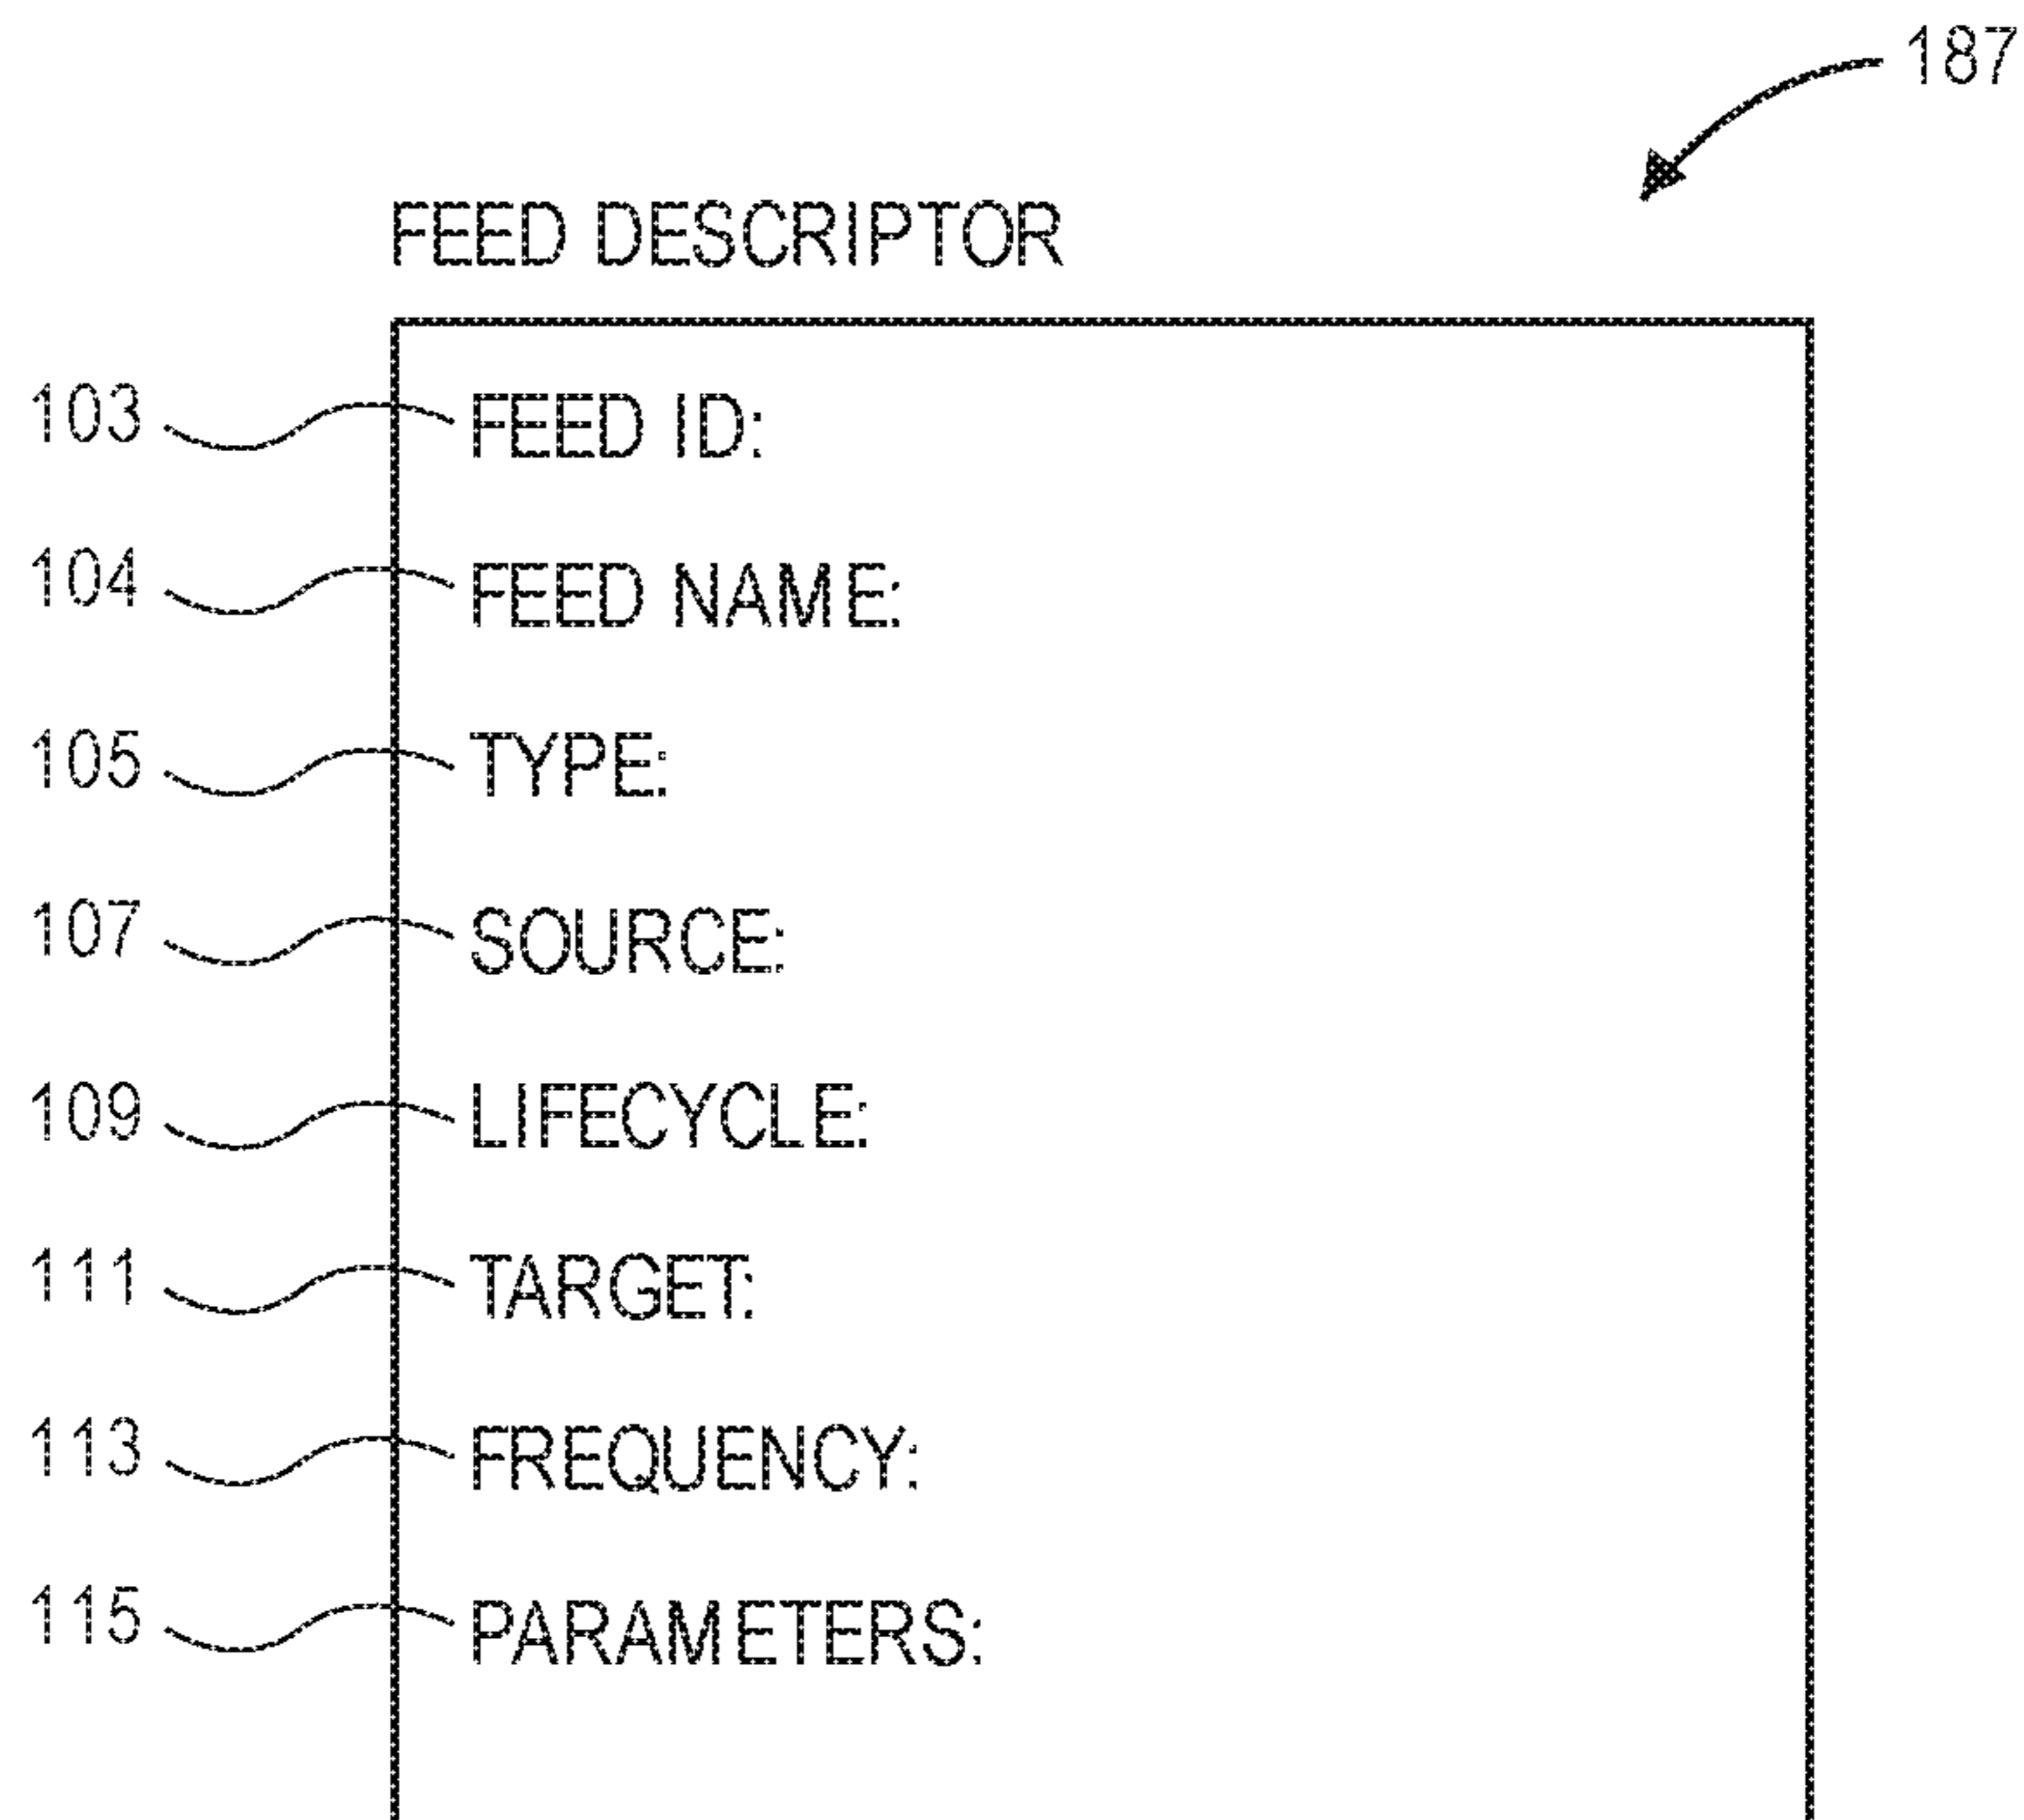 187
FEED DESCRIPTOR
103 FEED ID:
104 FEED NAME:
105 TYPE:
107 SOURCE:
109 LIFECYCLE:
111 TARGET:
113 FREQUENCY:
115 PARAMETERS: